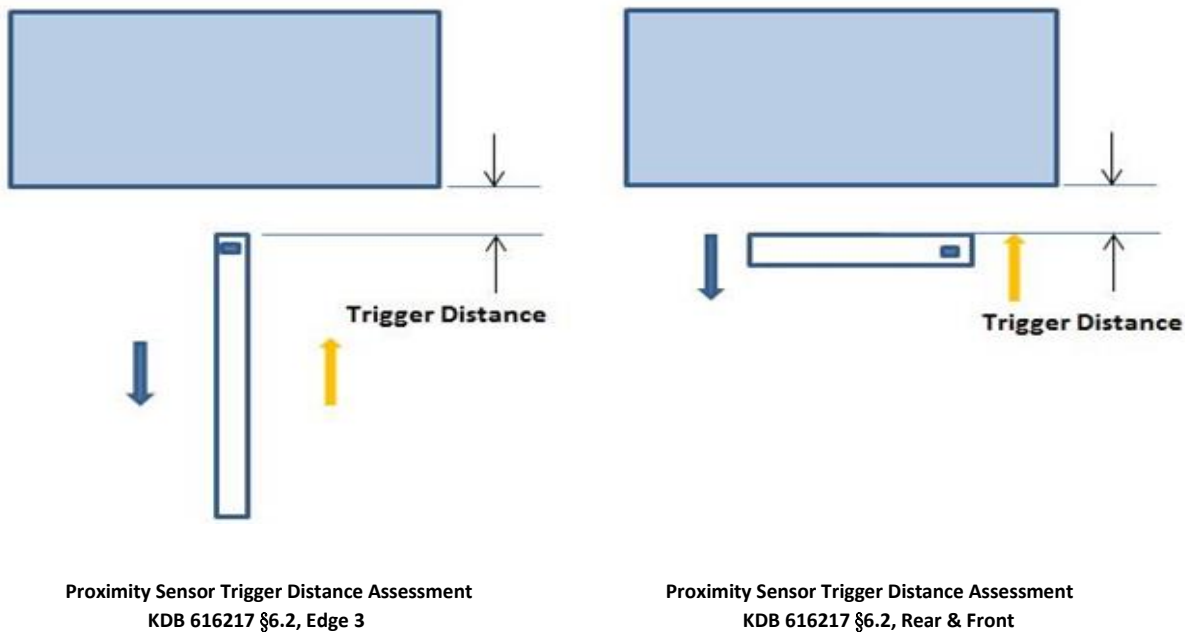 Trigger Distance
Trigger Distance
Proximity Sensor Trigger Distance Assessment
KDB 616217 §6.2, Edge 3
Proximity Sensor Trigger Distance Assessment
KDB 616217 §6.2, Rear & Front